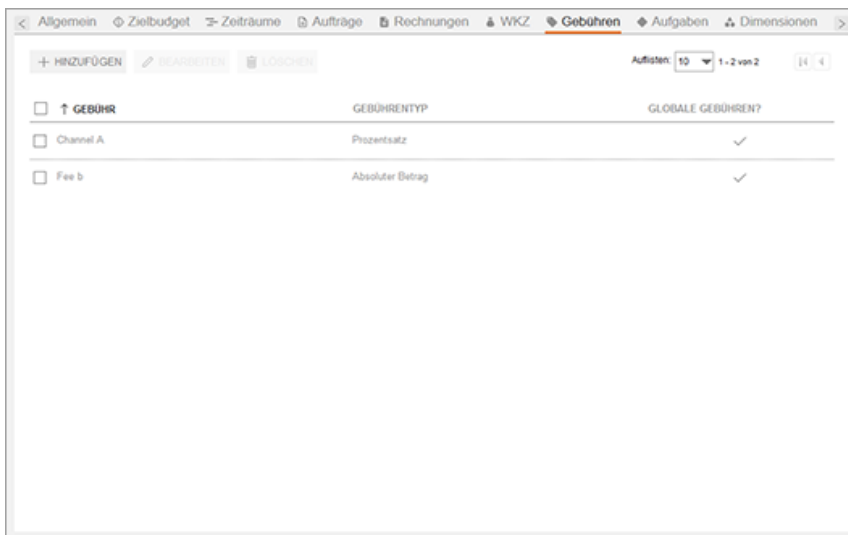 Allgemein Zielbudget Zeiträume Aufträge Rechnungen WKZ Gebühren Aufgaben Dimensionen
HINZUFÜGEN BEARBEITEN LÖSCHEN Auflisten: 10 1 - 2 von 2
GEBÜHR GEBÜHRENTYP GLOBALE GEBÜHREN?
Channel A Prozentsatz
Fee b Absoluter Betrag